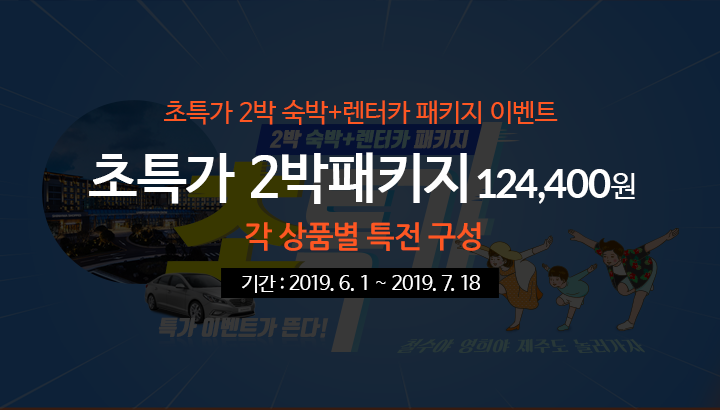 초특가 2박 숙박+렌터카 패키지 이벤트
2박 숙박+렌터카 패키지
초특가 2박패키지 124,400원
각 상품별 특전 구성
기간 : 2019. 6. 1 ~ 2019. 7. 18
특가 이벤트가 뜬다!
철수야 영희야 제주도 놀러가자